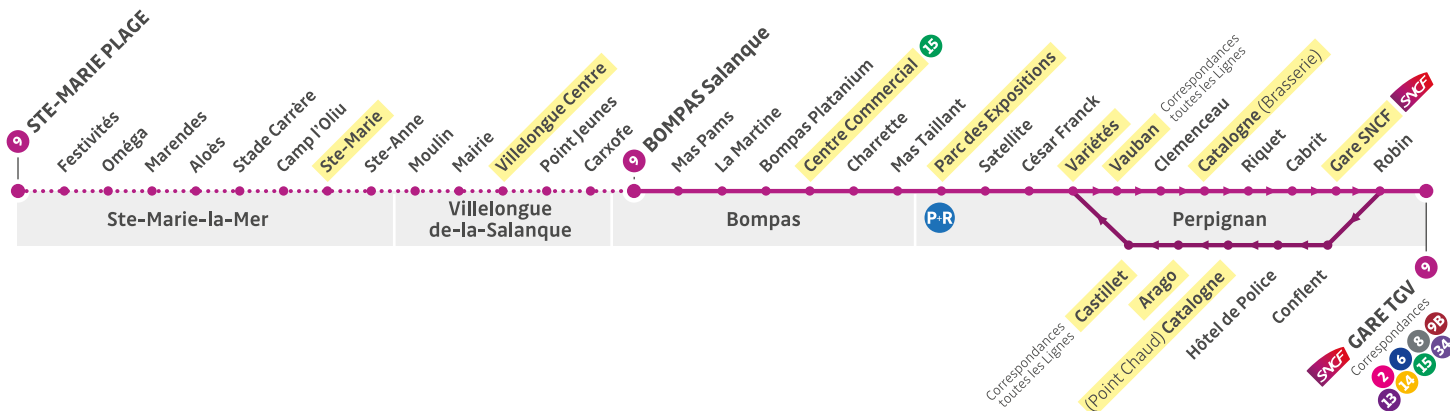 9
STE-MARIE PLAGE
Festivités
Oméga
Marendes
Aloès
Stade Carrère
Camp l'Oliu
Ste-Marie
Ste-Anne
Moulin
Mairie
Villelongue Centre
Point Jeunes
Carxofe
9
BOMPAS Salanque
Mas Pams
La Martine
Bompas Platanium
Centre Commercial
15
Charrette
Mas Taillant
Parc des Expositions
Satellite
César Franck
Variétés
Vauban
Correspondances
toutes les Lignes
Clemenceau
Catalogne (Brasserie)
Riquet
Cabrit
Gare SNCF
SNCF
Robin
Ste-Marie-la-Mer
Villelongue
de-la-Salanque
Bompas
P+R
Perpignan
Castillet
Correspondances
toutes les Lignes
Arago
(Point Chaud) Catalogne
Hôtel de Police
Conflent
9
GARE TGV
SNCF
Correspondances
2
6
8
9B
13
14
15
34